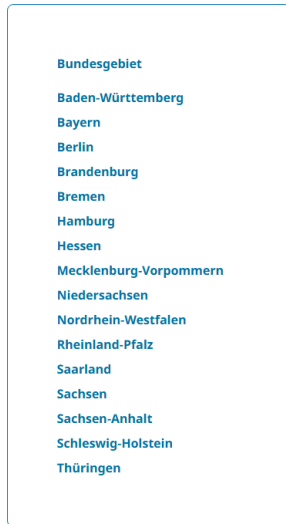 Bundesgebiet
Baden-Württemberg
Bayern
Berlin
Brandenburg
Bremen
Hamburg
Hessen
Mecklenburg-Vorpommern
Niedersachsen
Nordrhein-Westfalen
Rheinland-Pfalz
Saarland
Sachsen
Sachsen-Anhalt
Schleswig-Holstein
Thüringen